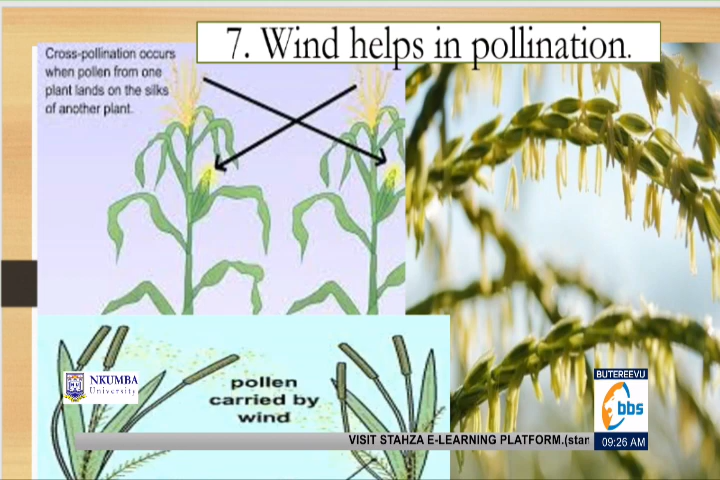 7. Wind helps in pollination.
Cross-pollination occurs
when pollen from one
plant lands on the silks
of another plant.
pollen
carried by
wind
NKUMBA
University
BUTEREEVU
bbs
VISIT STAHZA E-LEARNING PLATFORM.(star
09:26 AM